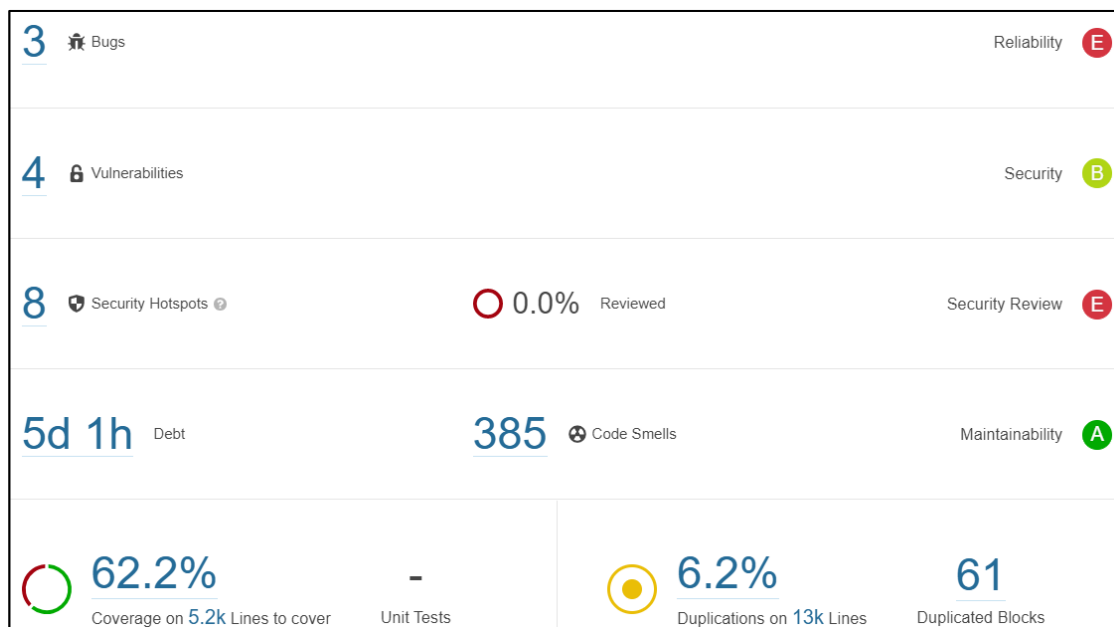 3 Bugs Reliability E
4 Vulnerabilities Security B
8 Security Hotspots ? 0.0% Reviewed Security Review E
5d 1h Debt 385 Code Smells Maintainability A
62.2% - 6.2% 61
Coverage on 5.2k Lines to cover Unit Tests Duplications on 13k Lines Duplicated Blocks